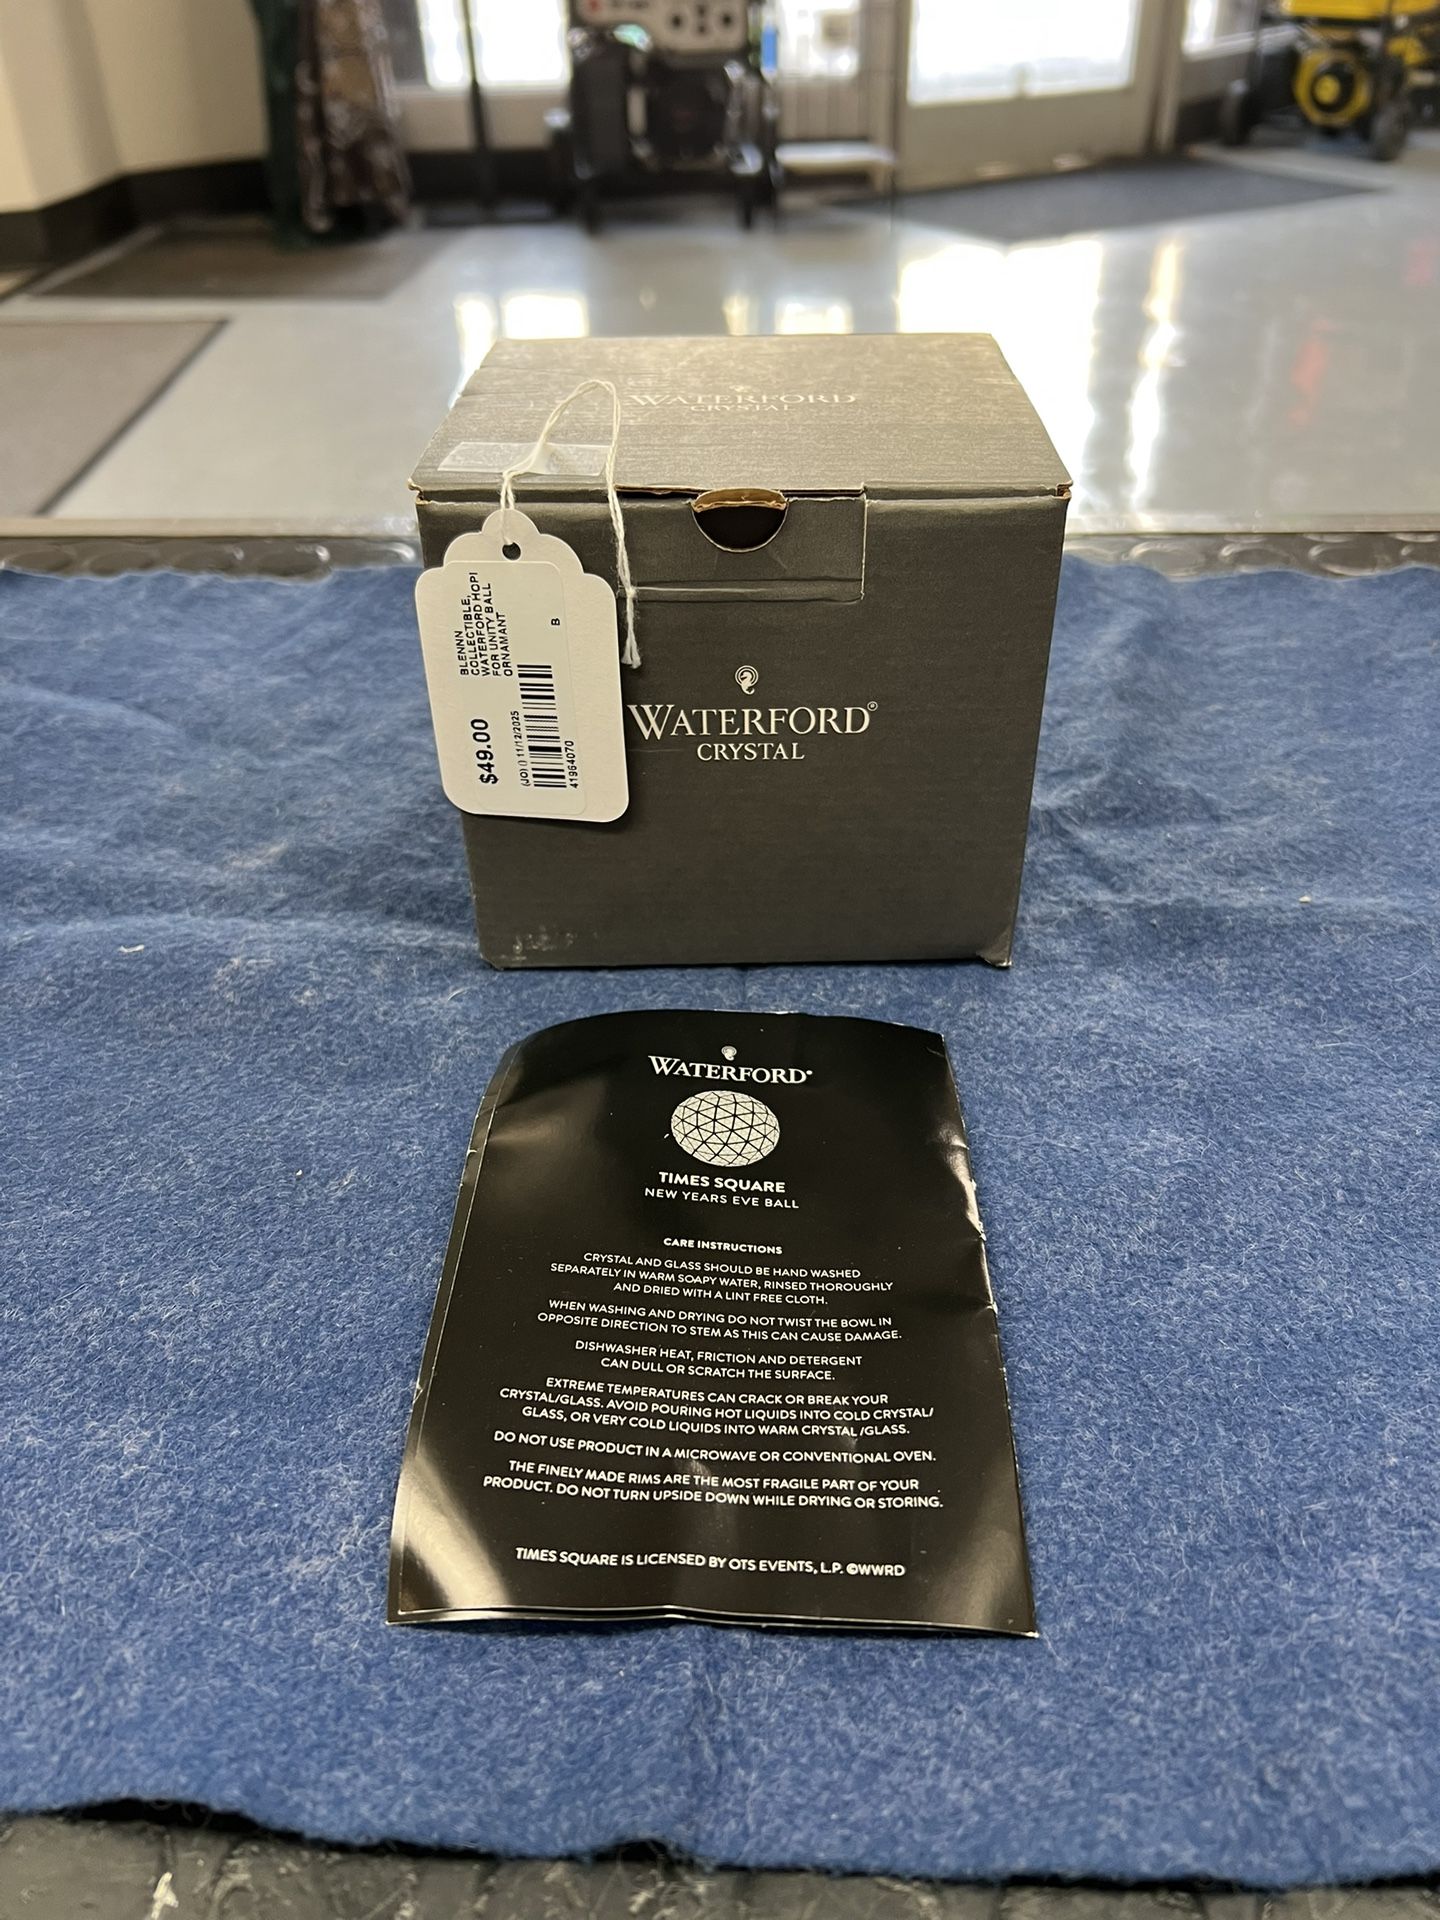 WATERFORD
CRYSTAL
BLENNN
COLLECTIBLE,
WATERFORD HOPI
FOR UNITY BALL
ORNAMANT
B
$49.00
(JO) () 11/12/2025
41964070
WATERFORD®
CRYSTAL
WATERFORD®
TIMES SQUARE
NEW YEARS EVE BALL
CARE INSTRUCTIONS
CRYSTAL AND GLASS SHOULD BE HAND WASHED
SEPARATELY IN WARM SOAPY WATER, RINSED THOROUGHLY
AND DRIED WITH A LINT FREE CLOTH.
WHEN WASHING AND DRYING DO NOT TWIST THE BOWL IN
OPPOSITE DIRECTION TO STEM AS THIS CAN CAUSE DAMAGE.
DISHWASHER HEAT, FRICTION AND DETERGENT
CAN DULL OR SCRATCH THE SURFACE.
EXTREME TEMPERATURES CAN CRACK OR BREAK YOUR
CRYSTAL/GLASS. AVOID POURING HOT LIQUIDS INTO COLD CRYSTAL/
GLASS, OR VERY COLD LIQUIDS INTO WARM CRYSTAL /GLASS.
DO NOT USE PRODUCT IN A MICROWAVE OR CONVENTIONAL OVEN.
THE FINELY MADE RIMS ARE THE MOST FRAGILE PART OF YOUR
PRODUCT. DO NOT TURN UPSIDE DOWN WHILE DRYING OR STORING.
TIMES SQUARE IS LICENSED BY OTS EVENTS, L.P. ©WWRD